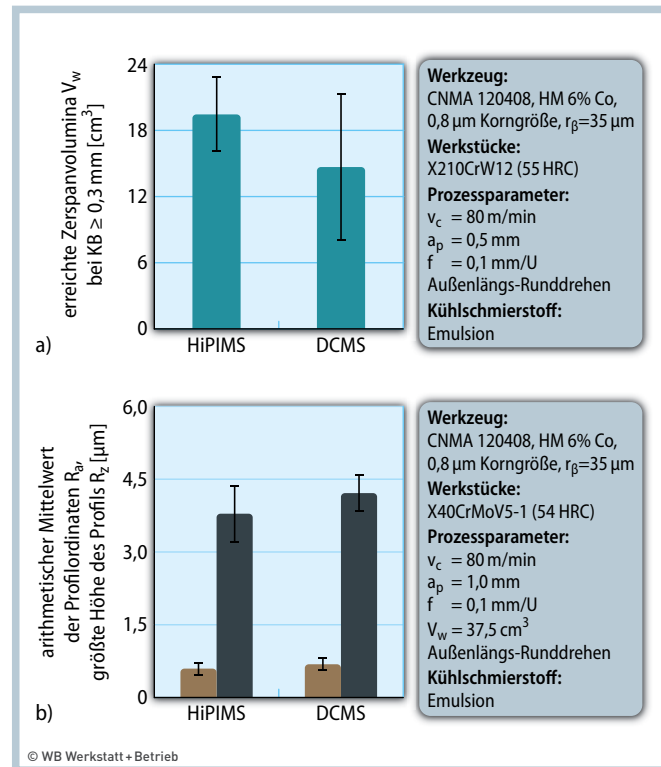 erreichte Zerspanvolumina V_w
bei KB ≥ 0,3 mm [cm³]
24
18
12
6
0
HiPIMS DCMS
a)
Werkzeug:
CNMA 120408, HM 6% Co,
0,8 µm Korngröße, r_β=35 µm
Werkstücke:
X210CrW12 (55 HRC)
Prozessparameter:
v_c = 80 m/min
a_p = 0,5 mm
f = 0,1 mm/U
Außenlängs-Runddrehen
Kühlschmierstoff:
Emulsion
arithmetischer Mittelwert
der Profilordinaten R_a,
größte Höhe des Profils R_z [µm]
6,0
4,5
3,0
1,5
0
HiPIMS DCMS
b)
Werkzeug:
CNMA 120408, HM 6% Co,
0,8 µm Korngröße, r_β=35 µm
Werkstücke:
X40CrMoV5-1 (54 HRC)
Prozessparameter:
v_c = 80 m/min
a_p = 1,0 mm
f = 0,1 mm/U
V_w = 37,5 cm³
Außenlängs-Runddrehen
Kühlschmierstoff:
Emulsion
© WB Werkstatt+Betrieb